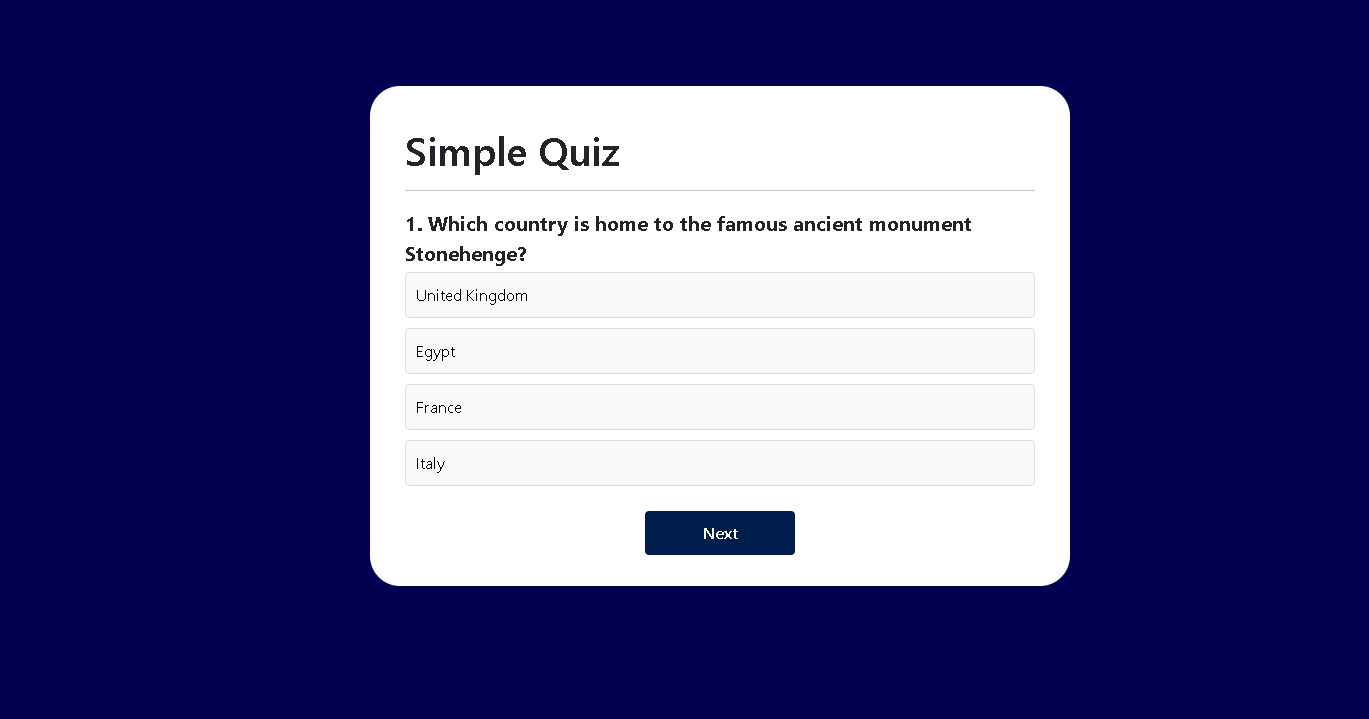 Simple Quiz
1. Which country is home to the famous ancient monument
Stonehenge?
United Kingdom
Egypt
France
Italy
Next